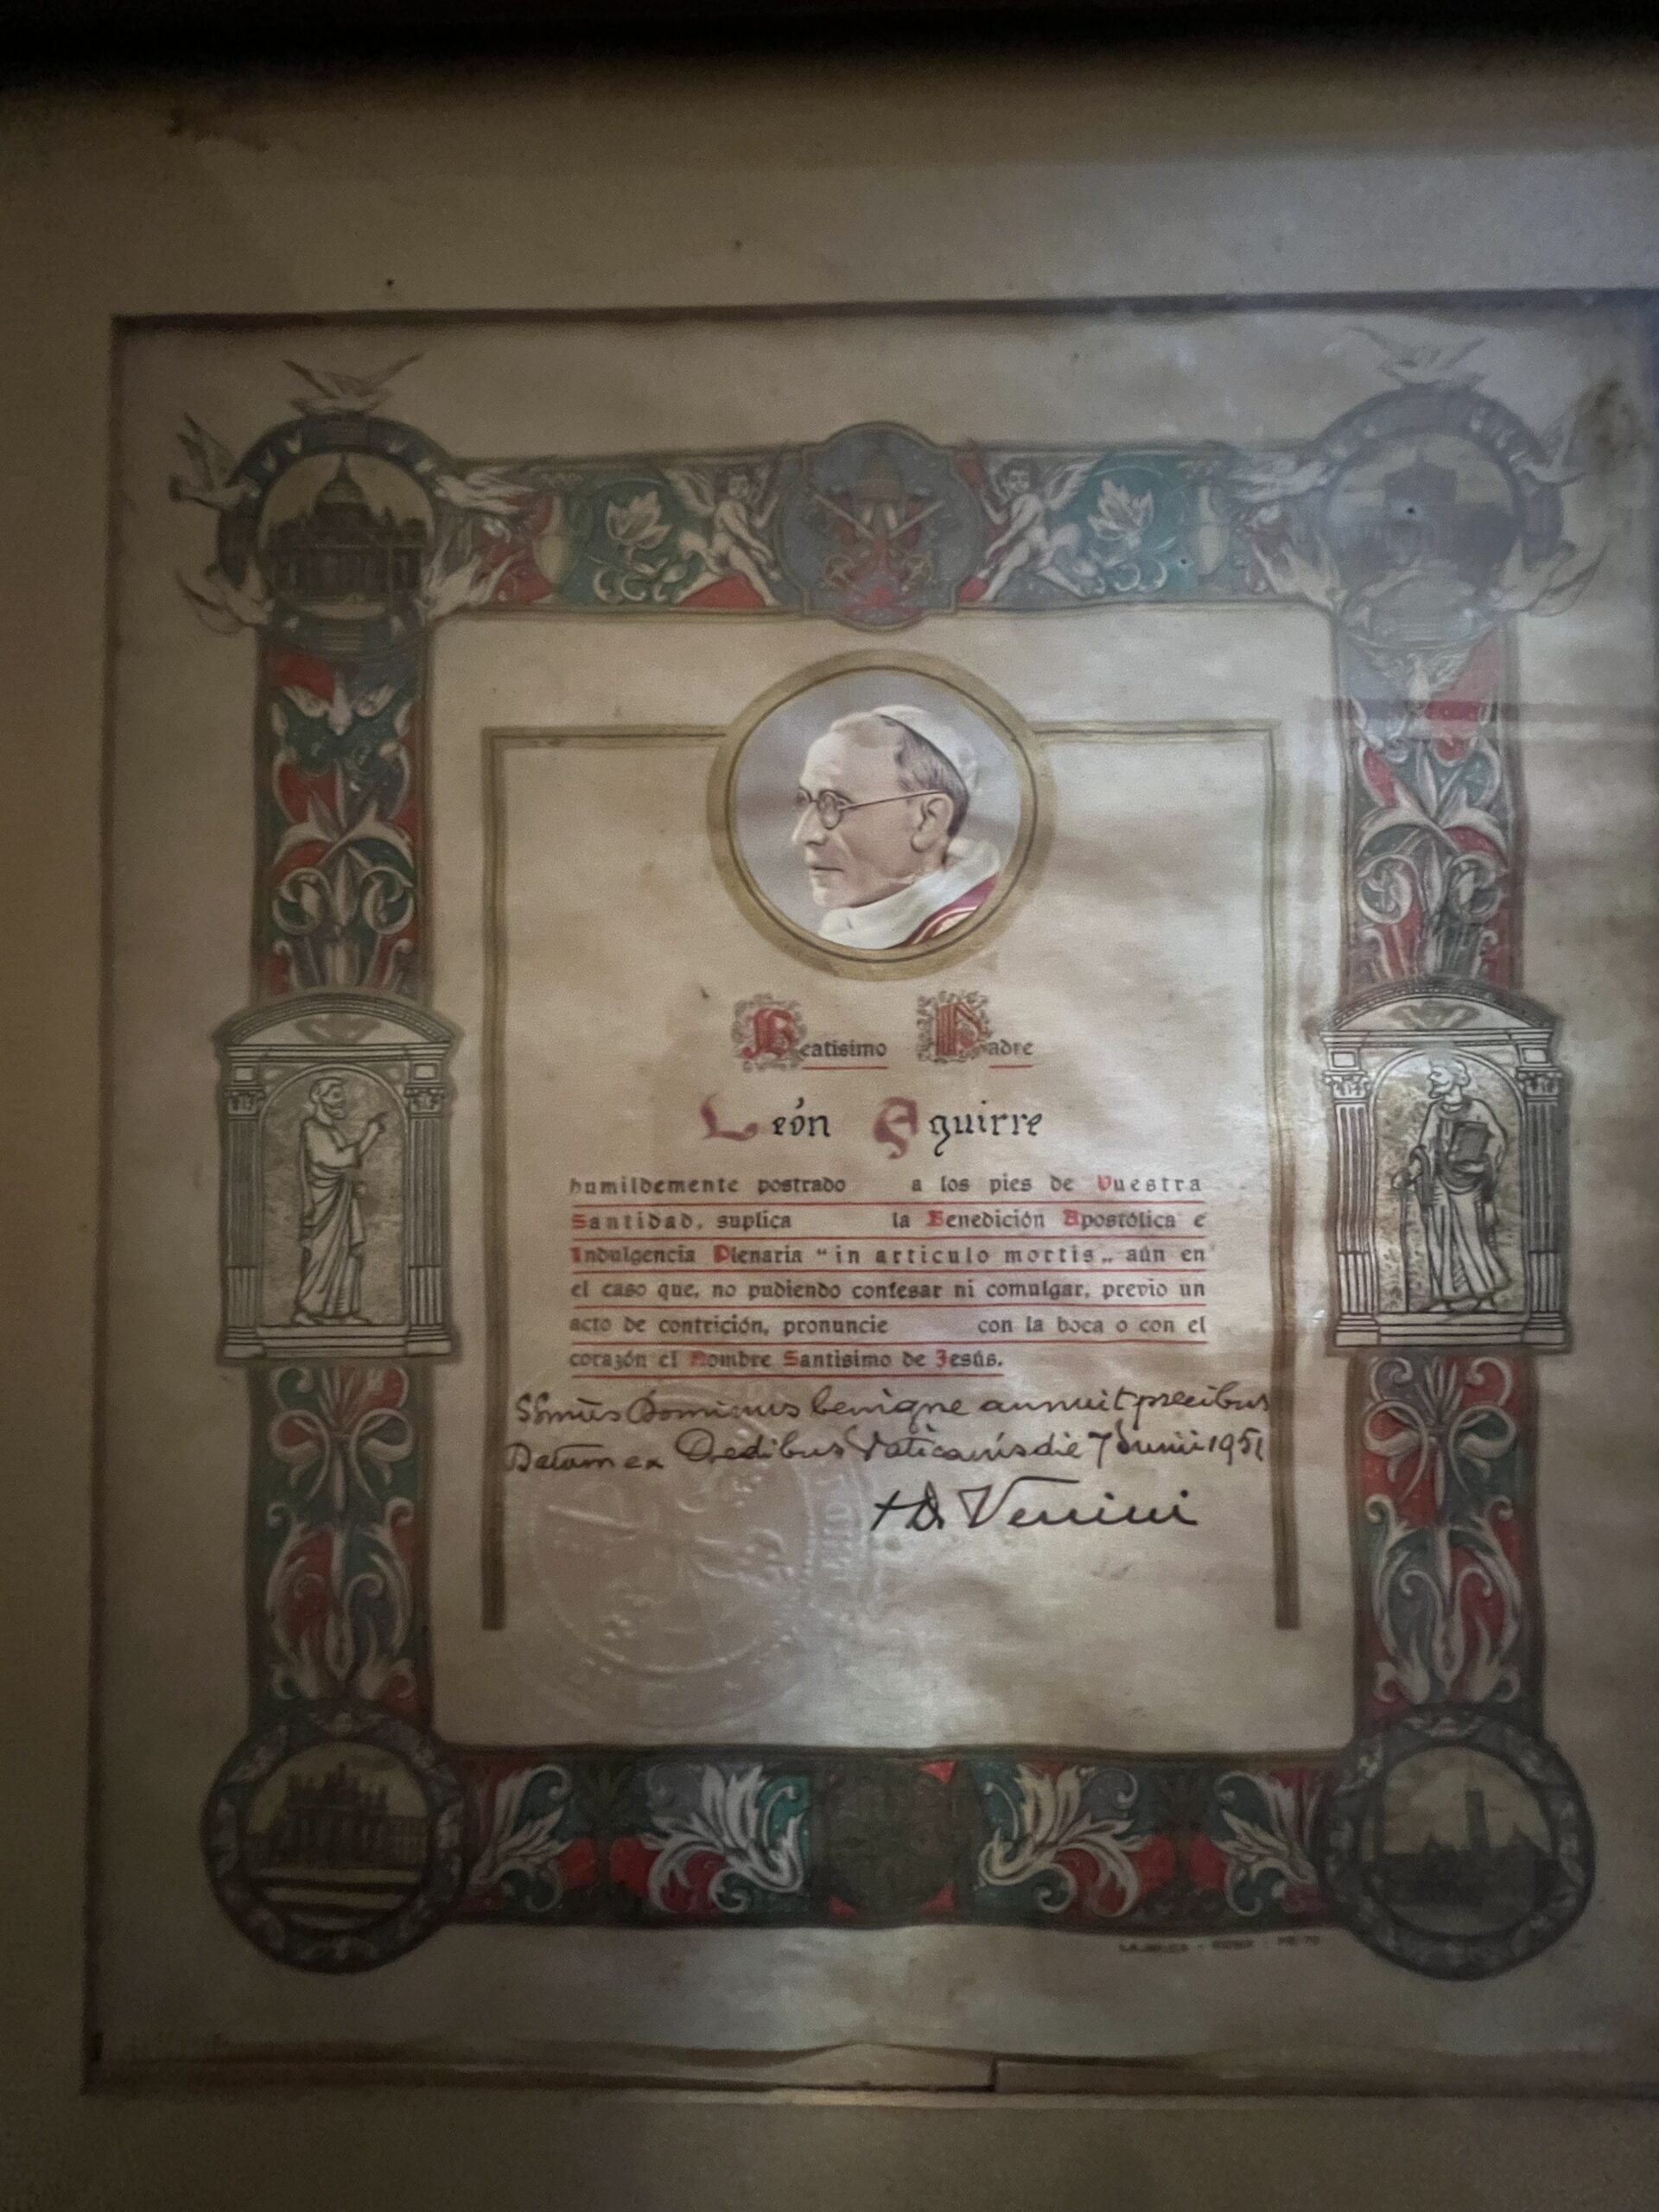 Beatisimo Padre
León Aguirre
humildemente postrado a los pies de Vuestra
Santidad, suplica la Benedición Apostólica e
Indulgencia Plenaria “in articulo mortis„ aún en
el caso que, no pudiendo confesar ni comulgar, previo un
acto de contrición, pronuncie con la boca o con el
corazón el Nombre Santisimo de Jesús.
SSmus Dominus benigne annuit precibus
Datum ex Aedibus Vaticanis die 7 Junii 1951
+ D. Venini